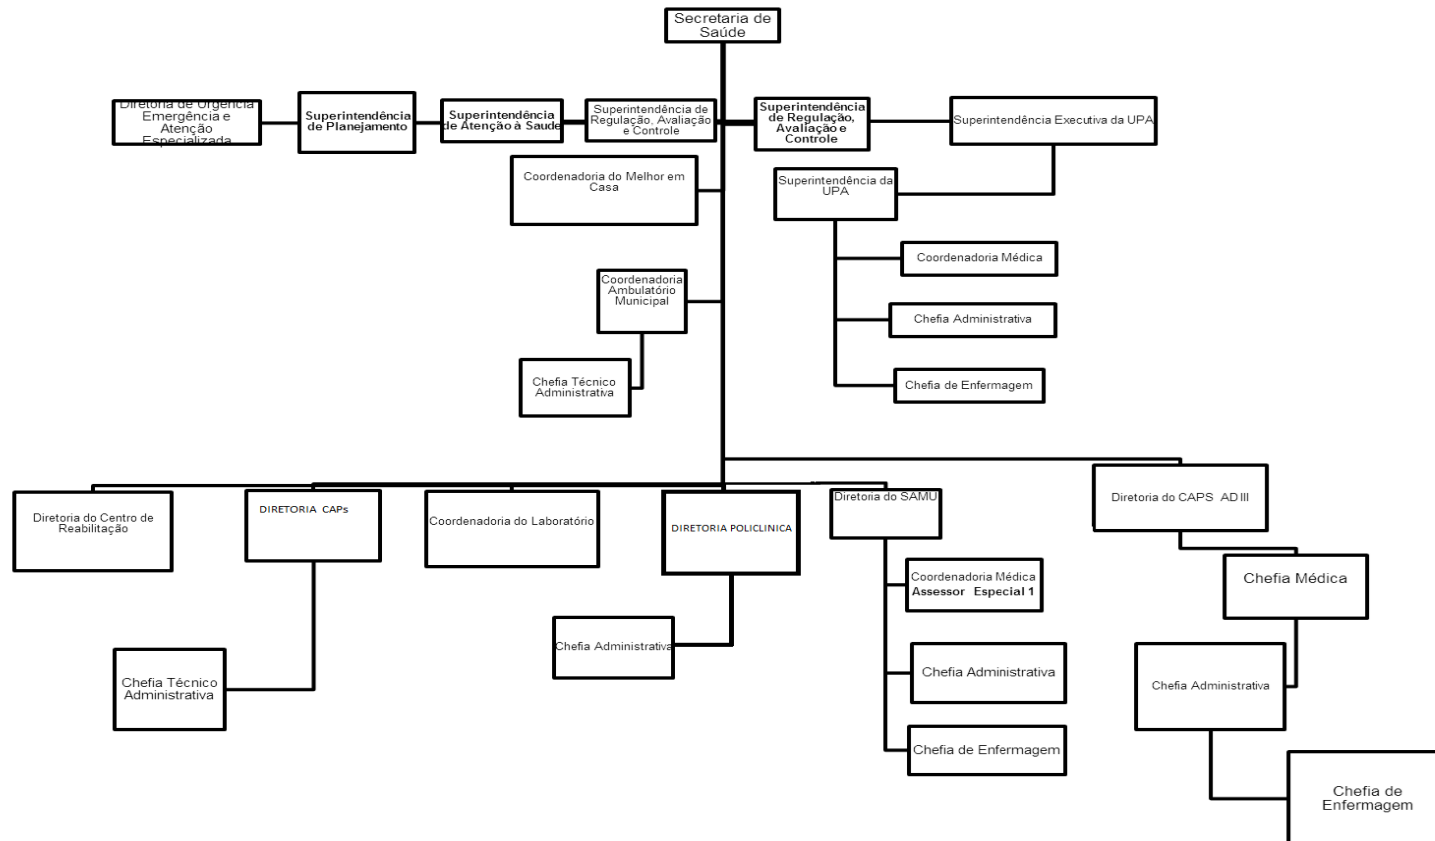 Secretaria de
Saúde
Diretoria de Urgência
Emergência e
Atenção
Especializada
Superintendência
de Planejamento
Superintendência
de Atenção à Saude
Superintendência de
Regulação, Avaliação
e Controle
Superintendência
de Regulação,
Avaliação e
Controle
Superintendência Executiva da UPA
Coordenadoria do Melhor em
Casa
Superintendência da
UPA
Coordenadoria Médica
Coordenadoria
Ambulatório
Municipal
Chefia Administrativa
Chefia Técnico
Administrativa
Chefia de Enfermagem
Diretoria do Centro de
Reabilitação
DIRETORIA CAPs
Coordenadoria do Laboratório
DIRETORIA POLICLINICA
Diretoria do SAMU
Diretoria do CAPS AD III
Coordenadoria Médica
Assessor Especial 1
Chefia Médica
Chefia Administrativa
Chefia Administrativa
Chefia Administrativa
Chefia Técnico
Administrativa
Chefia de Enfermagem
Chefia de
Enfermagem